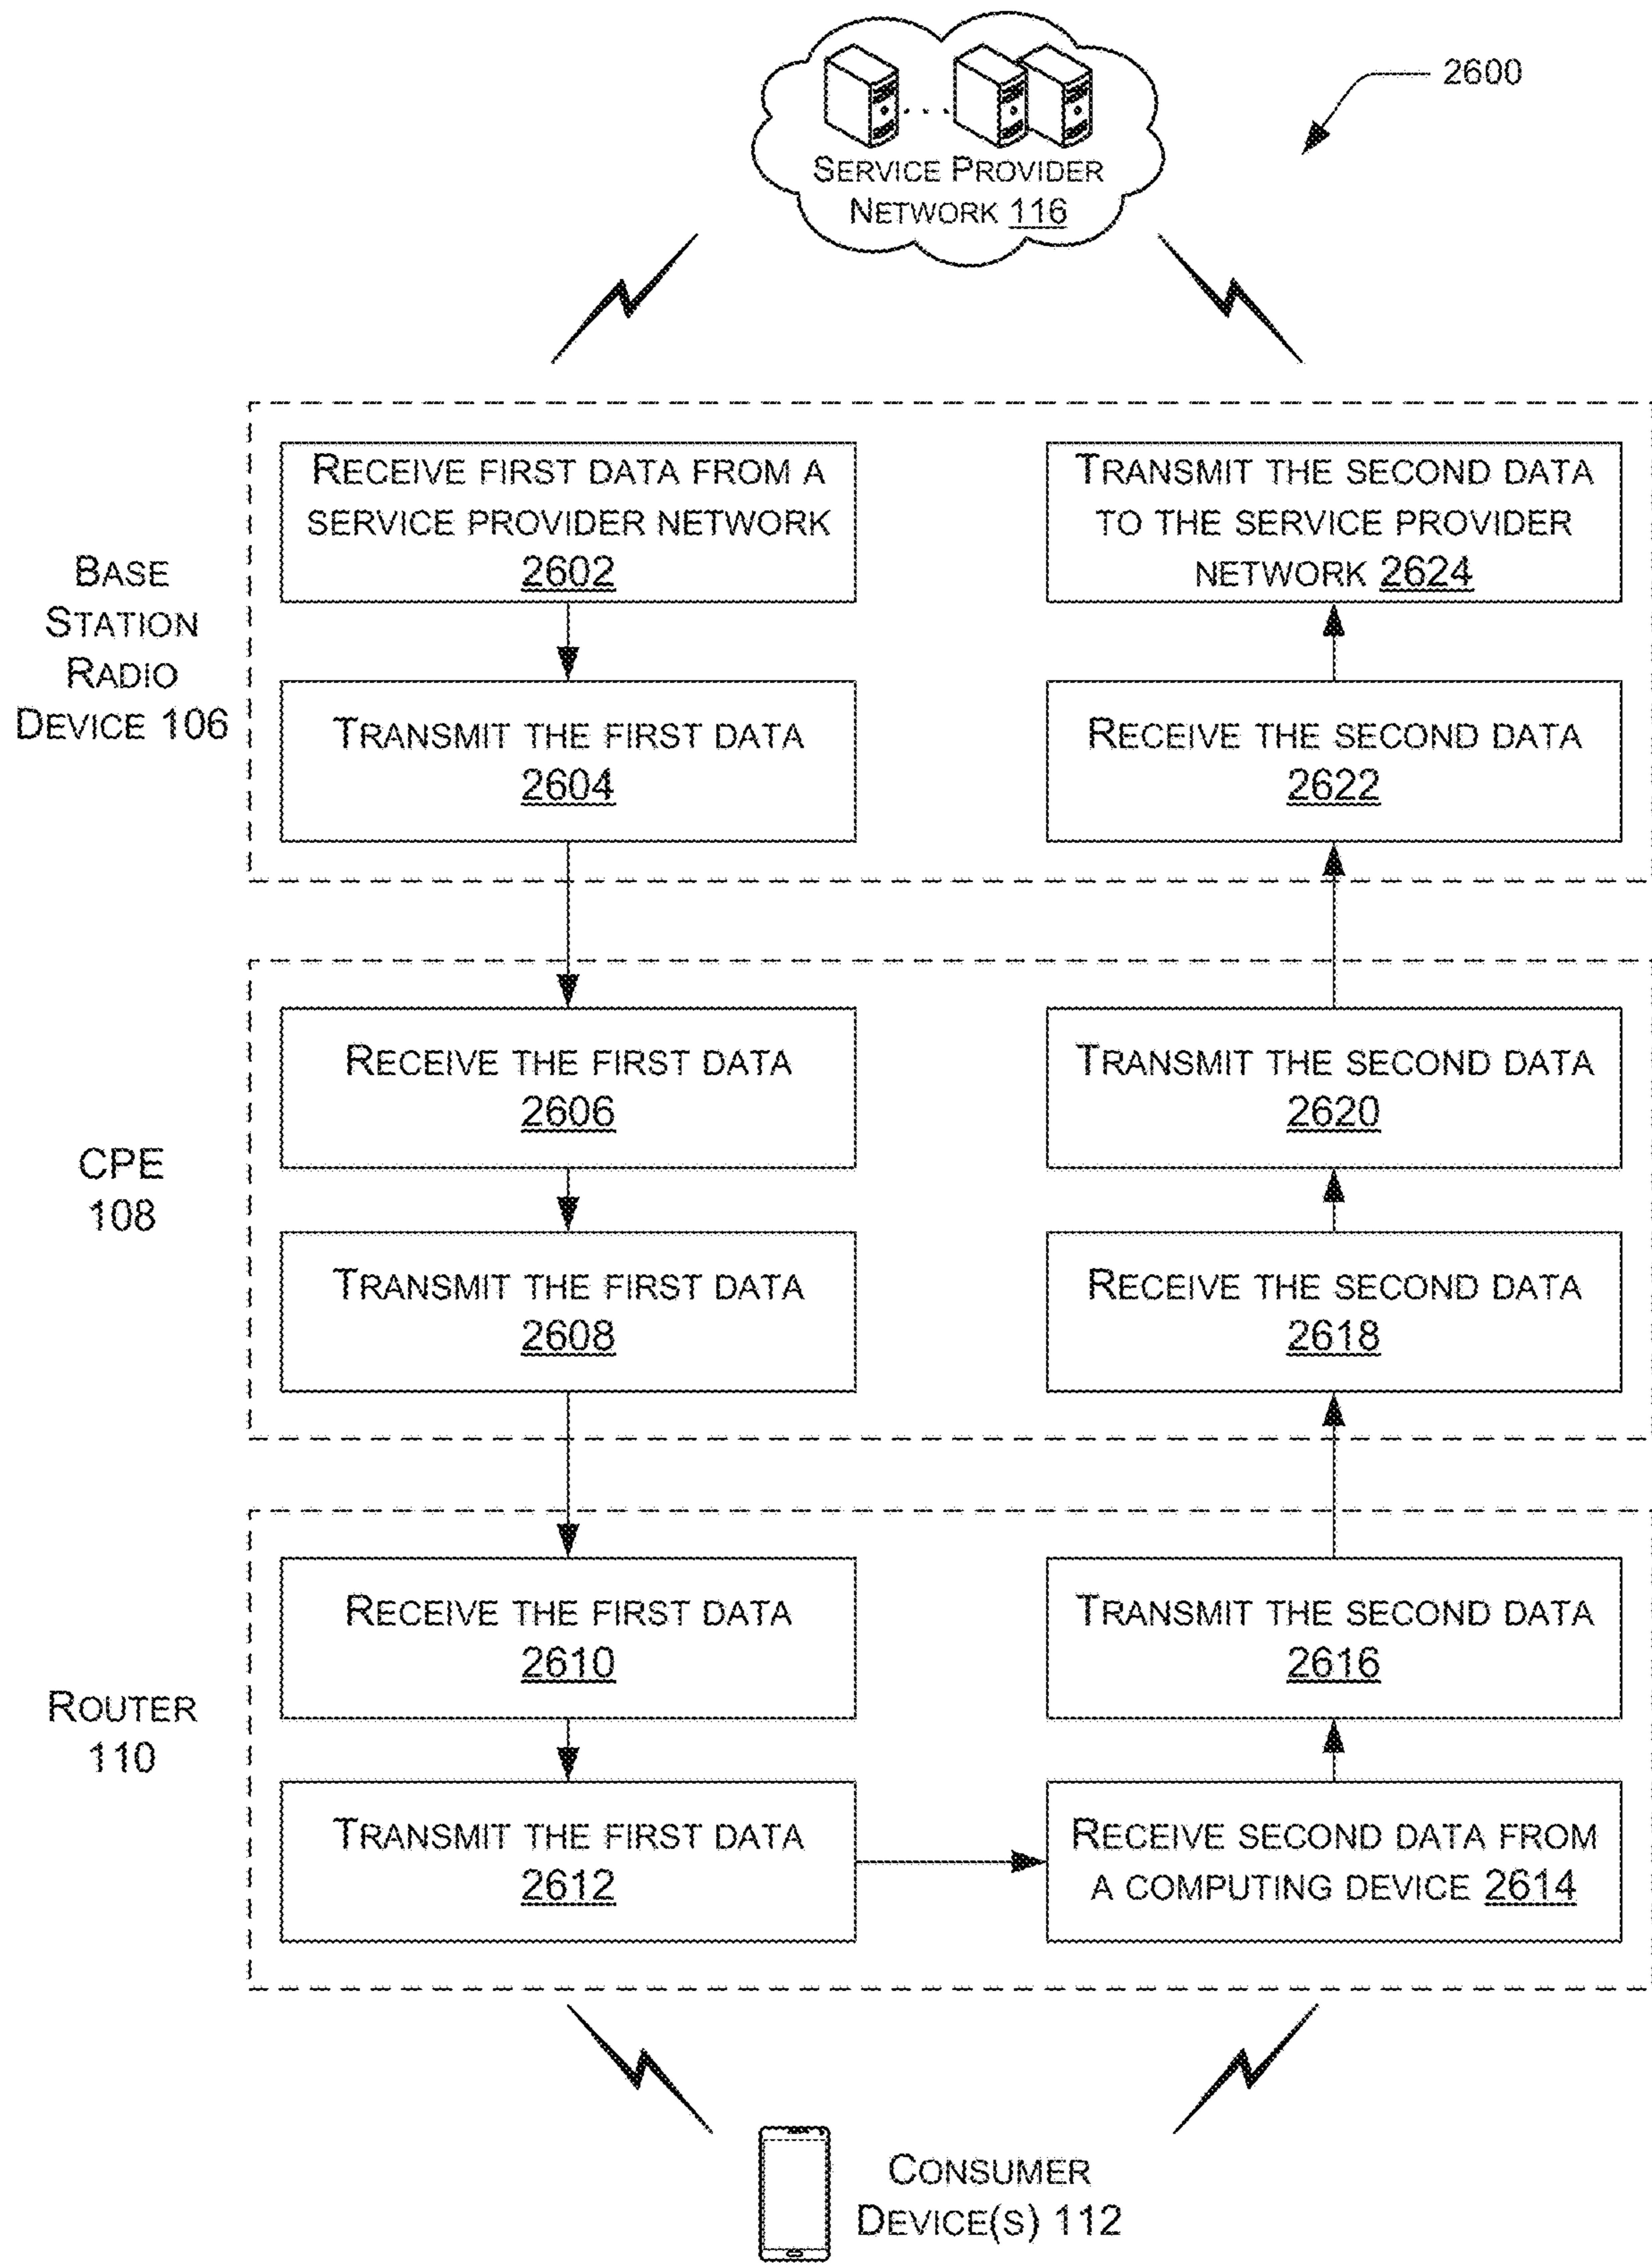 2600
SERVICE PROVIDER
NETWORK 116
BASE
STATION
RADIO
DEVICE 106
RECEIVE FIRST DATA FROM A
SERVICE PROVIDER NETWORK
2602
TRANSMIT THE SECOND DATA
TO THE SERVICE PROVIDER
NETWORK 2624
TRANSMIT THE FIRST DATA
2604
RECEIVE THE SECOND DATA
2622
CPE
108
RECEIVE THE FIRST DATA
2606
TRANSMIT THE SECOND DATA
2620
TRANSMIT THE FIRST DATA
2608
RECEIVE THE SECOND DATA
2618
ROUTER
110
RECEIVE THE FIRST DATA
2610
TRANSMIT THE SECOND DATA
2616
TRANSMIT THE FIRST DATA
2612
RECEIVE SECOND DATA FROM
A COMPUTING DEVICE 2614
CONSUMER
DEVICE(S) 112